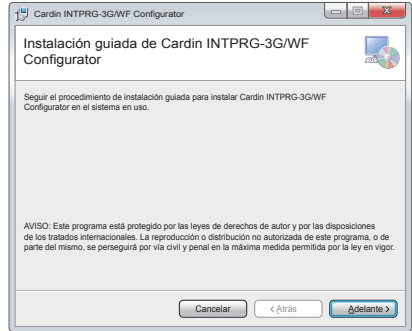 Cardin INTPRG-3G/WF Configurator
Instalación guiada de Cardin INTPRG-3G/WF
Configurator
Seguir el procedimiento de instalación guiada para instalar Cardin INTPRG-3G/WF
Configurator en el sistema en uso.
AVISO: Este programa está protegido por las leyes de derechos de autor y por las disposiciones
de los tratados internacionales. La reproducción o distribución no autorizada de este programa, o de
parte del mismo, se perseguirá por vía civil y penal en la máxima medida permitida por la ley en vigor.
Cancelar
< Atrás
Adelante >